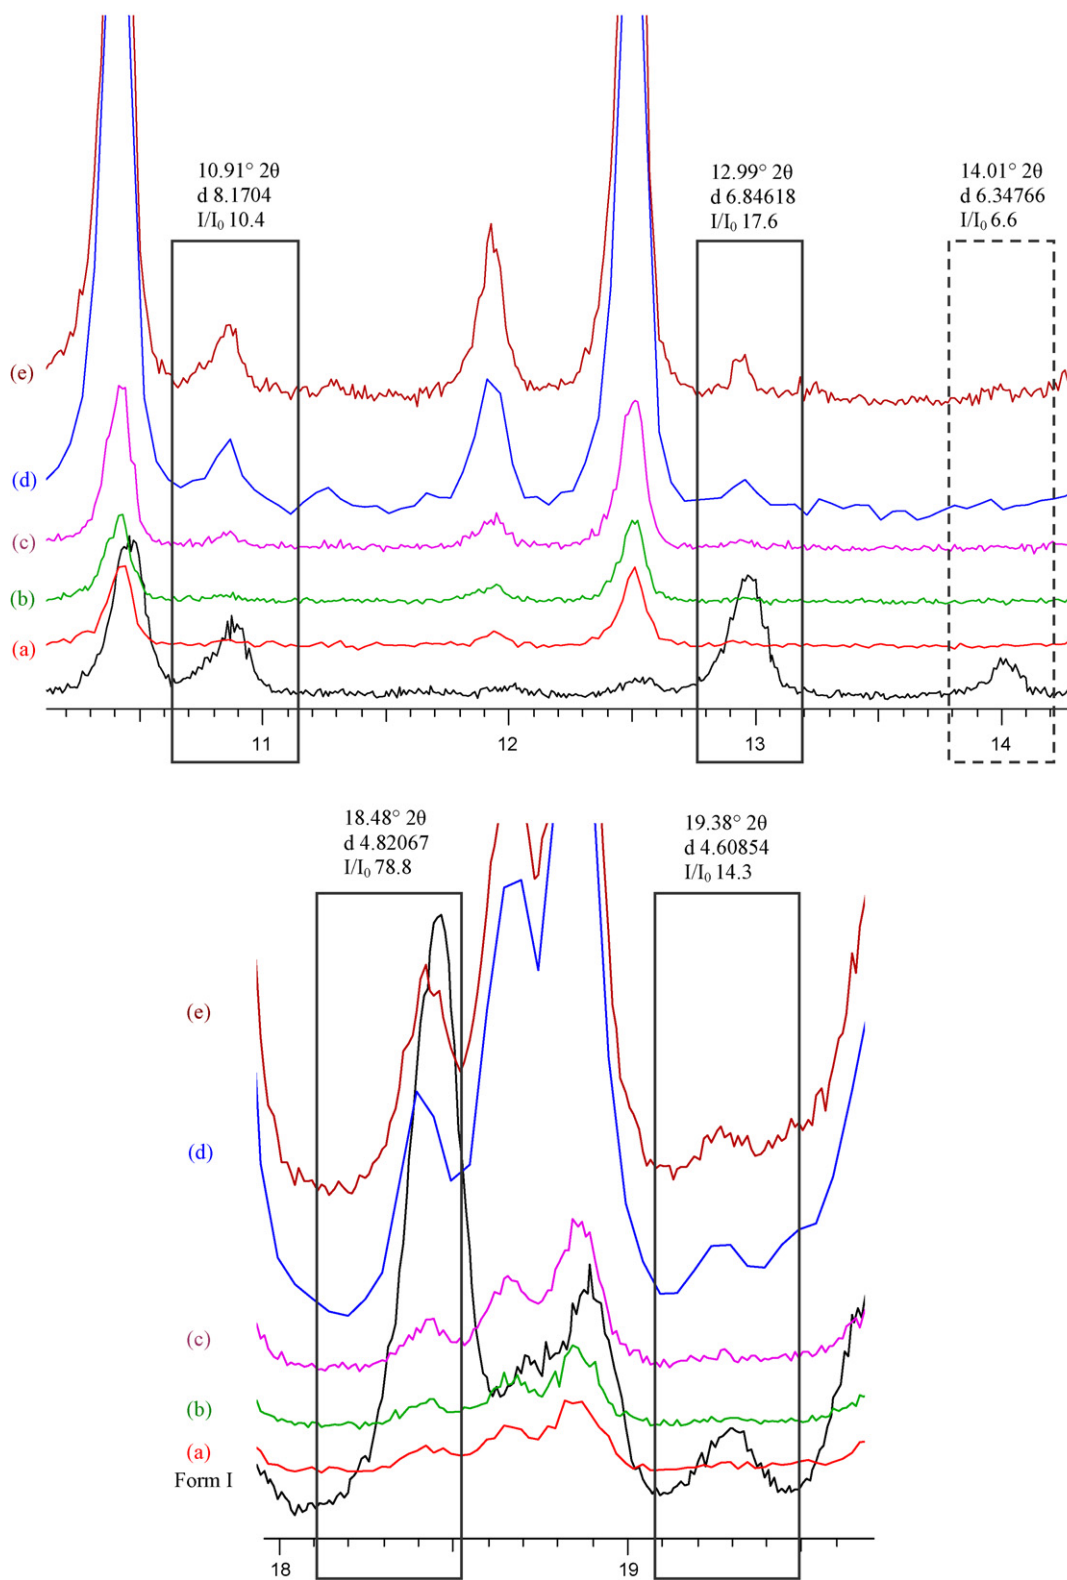 10.91° 2θ
d 8.1704
I/I₀ 10.4
12.99° 2θ
d 6.84618
I/I₀ 17.6
14.01° 2θ
d 6.34766
I/I₀ 6.6
(e)
(d)
(c)
(b)
(a)
11
12
13
14
18.48° 2θ
d 4.82067
I/I₀ 78.8
19.38° 2θ
d 4.60854
I/I₀ 14.3
(e)
(d)
(c)
(b)
(a)
Form I
18
19